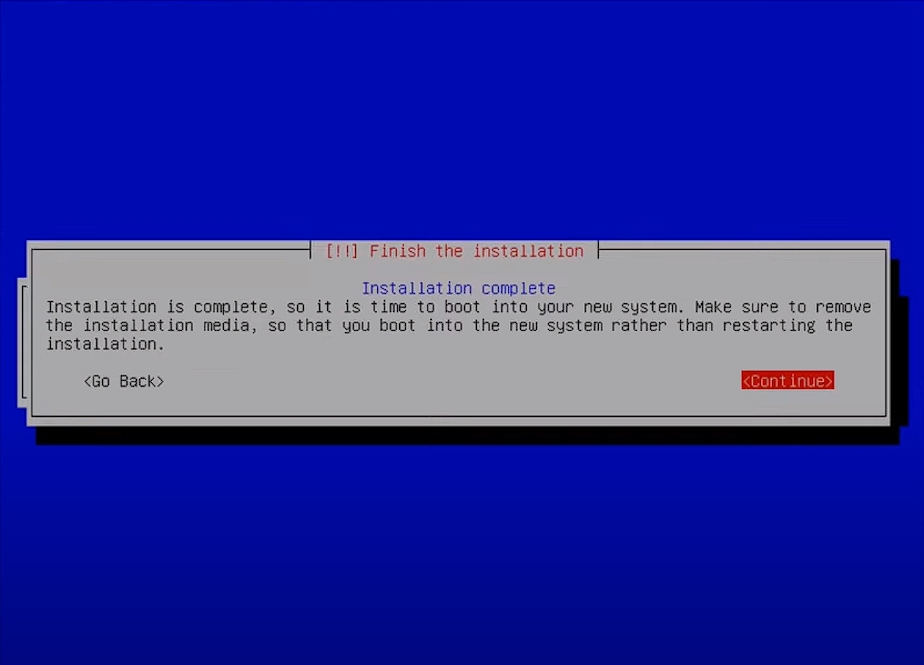 [!!] Finish the installation
Installation complete
Installation is complete, so it is time to boot into your new system. Make sure to remove
the installation media, so that you boot into the new system rather than restarting the
installation.
<Go Back>
<Continue>